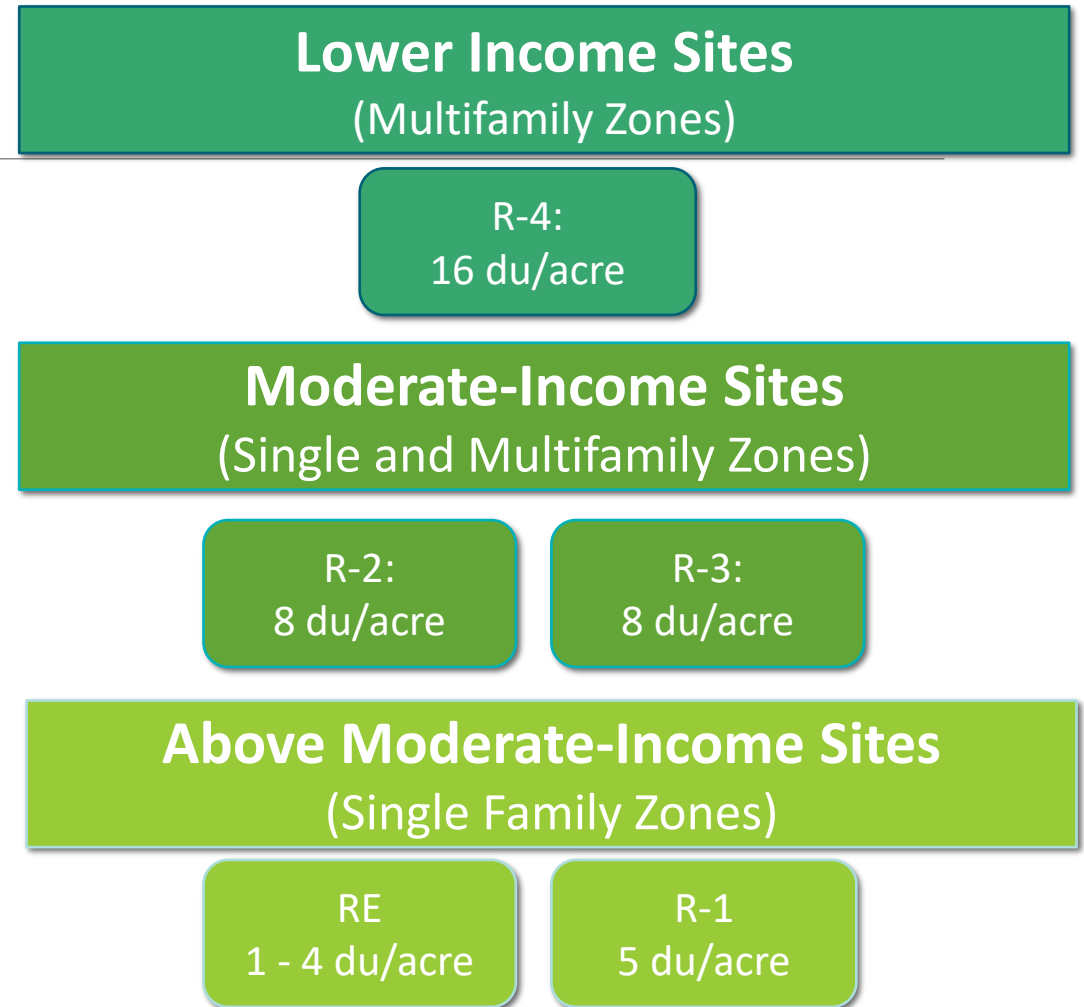 Lower Income Sites
(Multifamily Zones)
R-4:
16 du/acre
Moderate-Income Sites
(Single and Multifamily Zones)
R-2:
8 du/acre
R-3:
8 du/acre
Above Moderate-Income Sites
(Single Family Zones)
RE
1 - 4 du/acre
R-1
5 du/acre